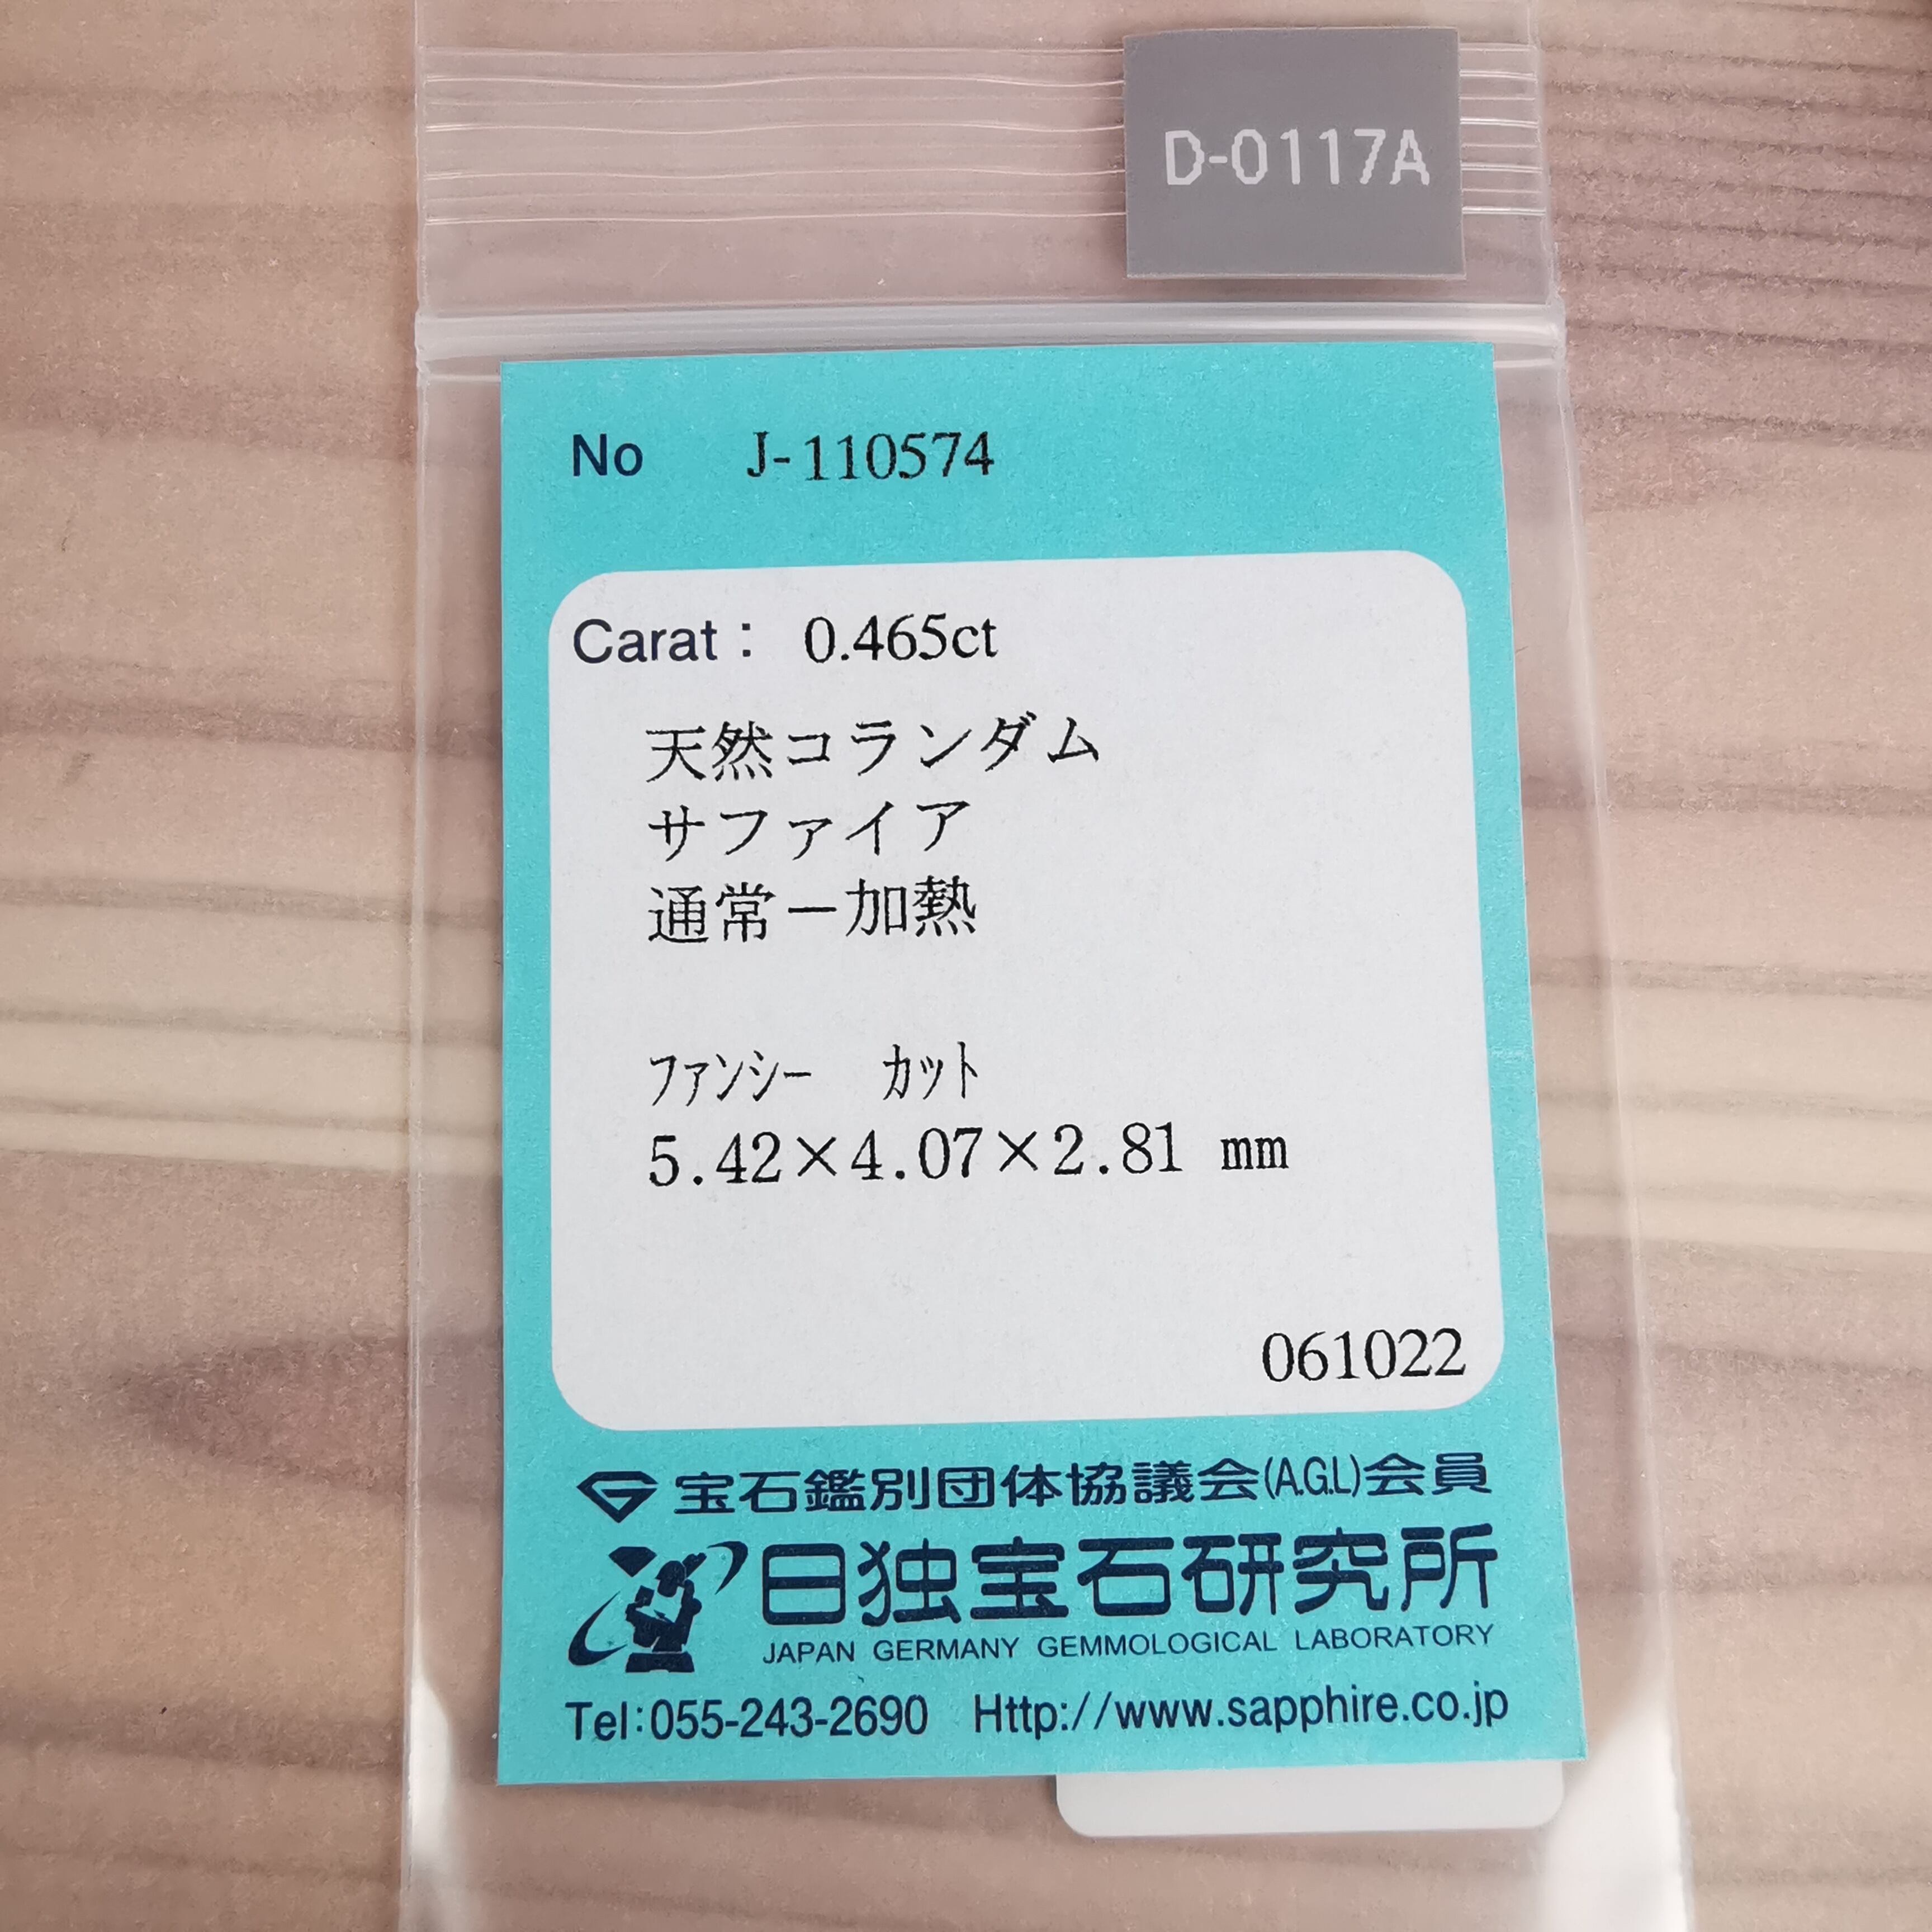 D-0117A
No J-110574
Carat： 0.465ct
天然コランダム
サファイア
通常－加熱
ﾌｧﾝｼｰ ｶｯﾄ
5.42×4.07×2.81 mm
061022
宝石鑑別団体協議会(A.G.L)会員
日独宝石研究所
JAPAN GERMANY GEMMOLOGICAL LABORATORY
Tel:055-243-2690 Http://www.sapphire.co.jp